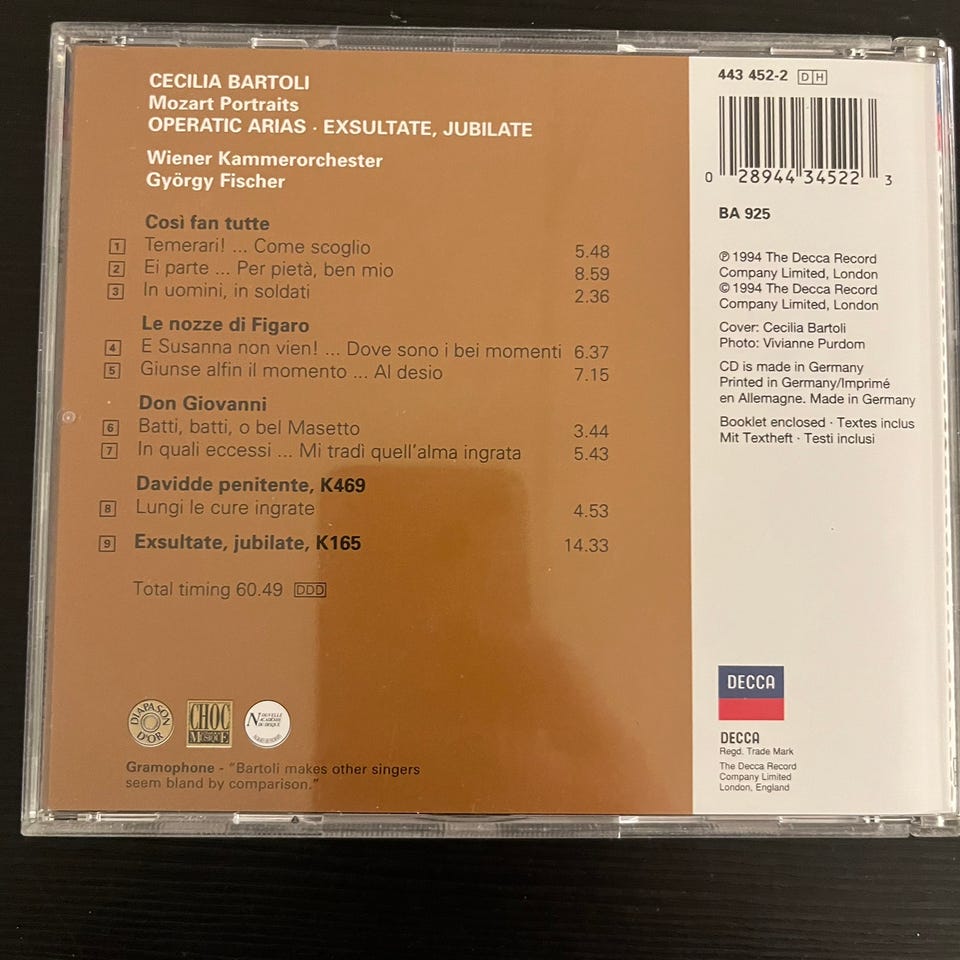 CECILIA BARTOLI
Mozart Portraits
OPERATIC ARIAS · EXSULTATE, JUBILATE
Wiener Kammerorchester
György Fischer
Così fan tutte
1 Temerari! ... Come scoglio 5.48
2 Ei parte ... Per pietà, ben mio 8.59
3 In uomini, in soldati 2.36
Le nozze di Figaro
4 E Susanna non vien! ... Dove sono i bei momenti 6.37
5 Giunse alfin il momento ... Al desio 7.15
Don Giovanni
6 Batti, batti, o bel Masetto 3.44
7 In quali eccessi ... Mi tradì quell'alma ingrata 5.43
Davidde penitente, K469
8 Lungi le cure ingrate 4.53
9 Exsultate, jubilate, K165 14.33
Total timing 60.49 DDD
DIAPASON D'OR
CHOC
MUSIQUE
NOUVELLE
ACADÉMIE
DU DISQUE
Gramophone - "Bartoli makes other singers
seem bland by comparison."
443 452-2 D H
0 28944 34522 3
BA 925
℗ 1994 The Decca Record
Company Limited, London
© 1994 The Decca Record
Company Limited, London
Cover: Cecilia Bartoli
Photo: Vivianne Purdom
CD is made in Germany
Printed in Germany/Imprimé
en Allemagne. Made in Germany
Booklet enclosed · Textes inclus
Mit Textheft · Testi inclusi
DECCA
DECCA
Regd. Trade Mark
The Decca Record
Company Limited
London, England